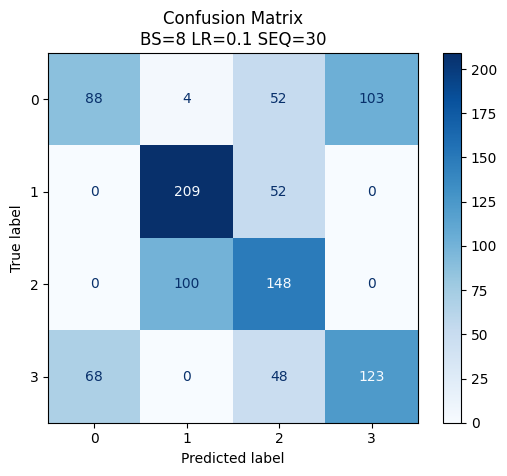 Confusion Matrix
BS=8 LR=0.1 SEQ=30
0 88 4 52 103
1 0 209 52 0
2 0 100 148 0
3 68 0 48 123
0 1 2 3
Predicted label
True label
200
175
150
125
100
75
50
25
0